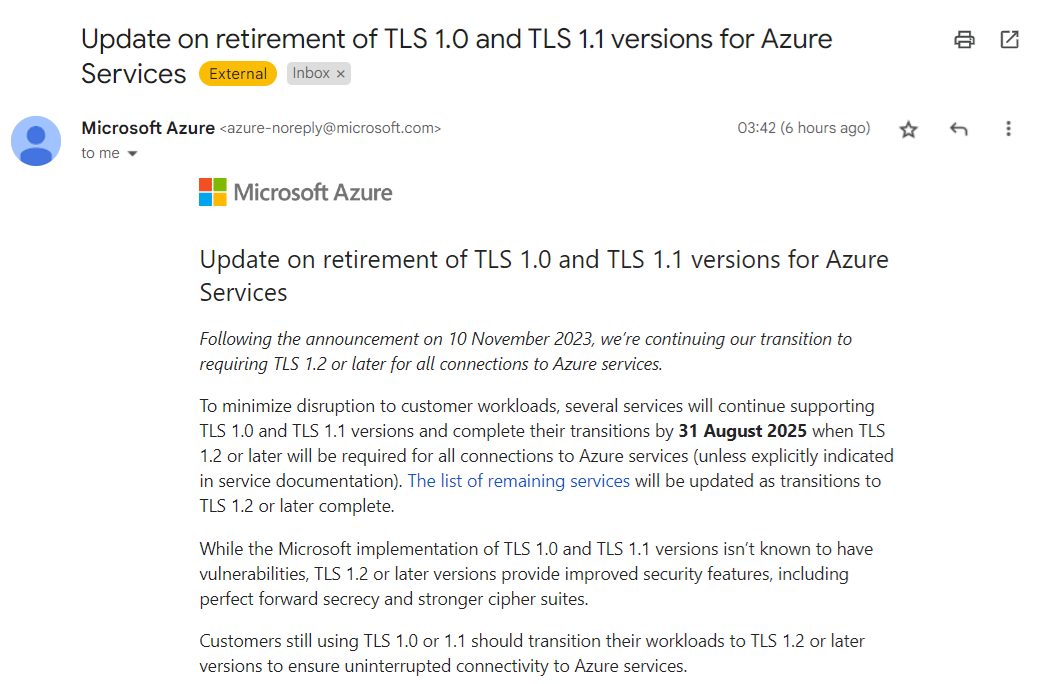 Update on retirement of TLS 1.0 and TLS 1.1 versions for Azure
Services External Inbox ×
Microsoft Azure <azure-noreply@microsoft.com> 03:42 (6 hours ago)
to me
Microsoft Azure
Update on retirement of TLS 1.0 and TLS 1.1 versions for Azure
Services
Following the announcement on 10 November 2023, we’re continuing our transition to
requiring TLS 1.2 or later for all connections to Azure services.
To minimize disruption to customer workloads, several services will continue supporting
TLS 1.0 and TLS 1.1 versions and complete their transitions by 31 August 2025 when TLS
1.2 or later will be required for all connections to Azure services (unless explicitly indicated
in service documentation). The list of remaining services will be updated as transitions to
TLS 1.2 or later complete.
While the Microsoft implementation of TLS 1.0 and TLS 1.1 versions isn’t known to have
vulnerabilities, TLS 1.2 or later versions provide improved security features, including
perfect forward secrecy and stronger cipher suites.
Customers still using TLS 1.0 or 1.1 should transition their workloads to TLS 1.2 or later
versions to ensure uninterrupted connectivity to Azure services.